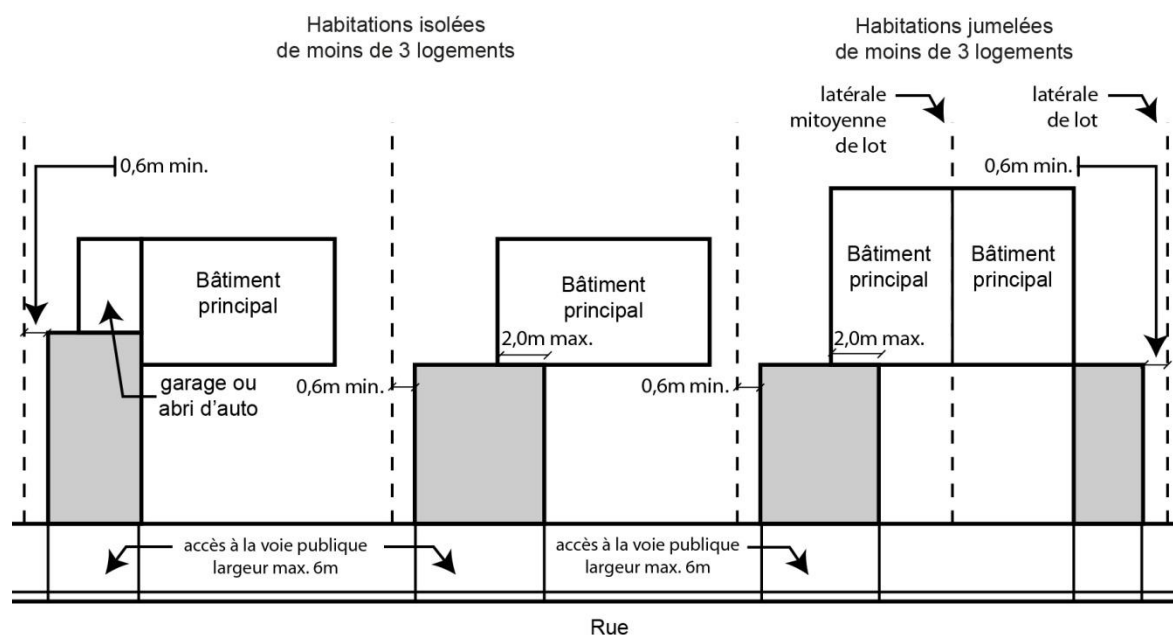 Habitations isolées
de moins de 3 logements
Habitations jumelées
de moins de 3 logements
latérale
mitoyenne
de lot
latérale
de lot
0,6m min.
0,6m min.
Bâtiment
principal
Bâtiment
principal
Bâtiment
principal
Bâtiment
principal
2,0m max.
2,0m max.
garage ou
abri d'auto
0,6m min.
0,6m min.
accès à la voie publique
largeur max. 6m
accès à la voie publique
largeur max. 6m
Rue